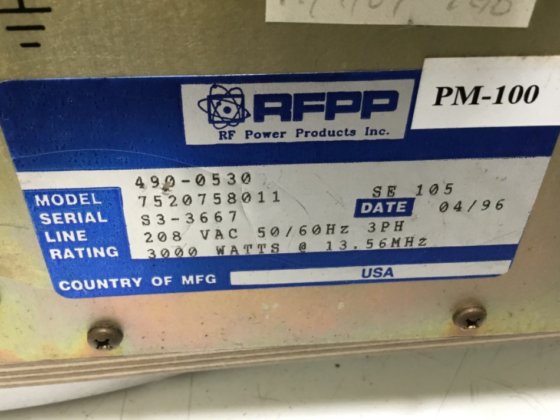 RFPP
RF Power Products Inc.
PM-100
490-0530
MODEL 7520758011 SE 105
SERIAL S3-3667 DATE 04/96
LINE 208 VAC 50/60Hz 3PH
RATING 3000 WATTS @ 13.56MHz
COUNTRY OF MFG USA